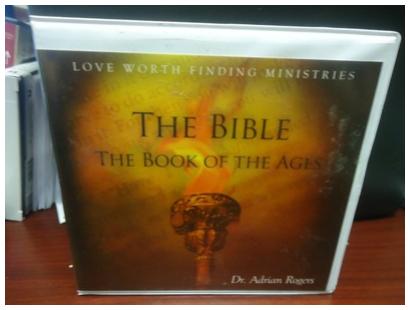 LOVE WORTH FINDING MINISTRIES
THE BIBLE
THE BOOK OF THE AGES
Dr. Adrian Rogers